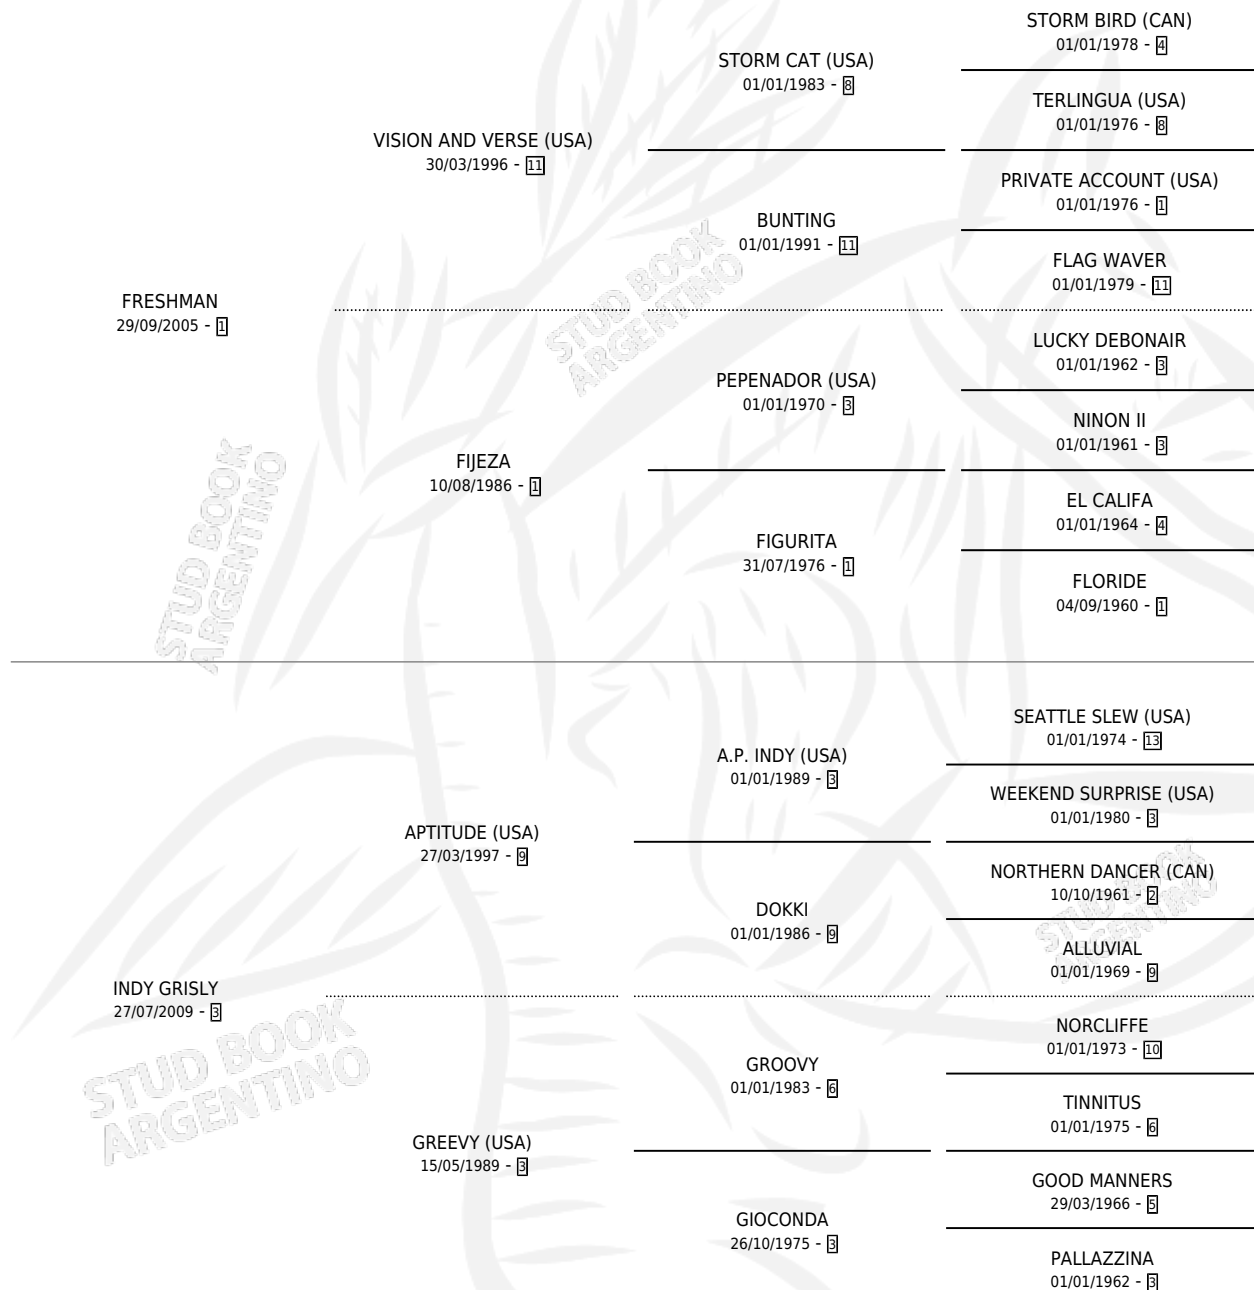 STORM BIRD (CAN)
01/01/1978 - 4
STORM CAT (USA)
01/01/1983 - 8
TERLINGUA (USA)
01/01/1976 - 8
VISION AND VERSE (USA)
30/03/1996 - 11
PRIVATE ACCOUNT (USA)
01/01/1976 - 1
BUNTING
01/01/1991 - 11
FLAG WAVER
01/01/1979 - 11
FRESHMAN
29/09/2005 - 1
LUCKY DEBONAIR
01/01/1962 - 3
PEPENADOR (USA)
01/01/1970 - 3
NINON II
01/01/1961 - 3
FIJEZA
10/08/1986 - 1
EL CALIFA
01/01/1964 - 4
FIGURITA
31/07/1976 - 1
FLORIDE
04/09/1960 - 1
STUD BOOK
ARGENTINO
STUD BOOK
ARGENTINO
SEATTLE SLEW (USA)
01/01/1974 - 13
A.P. INDY (USA)
01/01/1989 - 3
WEEKEND SURPRISE (USA)
01/01/1980 - 3
APTITUDE (USA)
27/03/1997 - 9
NORTHERN DANCER (CAN)
10/10/1961 - 2
DOKKI
01/01/1986 - 9
ALLUVIAL
01/01/1969 - 9
INDY GRISLY
27/07/2009 - 3
NORCLIFFE
01/01/1973 - 10
GROOVY
01/01/1983 - 6
TINNITUS
01/01/1975 - 6
GREEVY (USA)
15/05/1989 - 3
GOOD MANNERS
29/03/1966 - 5
GIOCONDA
26/10/1975 - 3
PALLAZZINA
01/01/1962 - 3
STUD BOOK
ARGENTINO
STUD BOOK
ARGENTINO